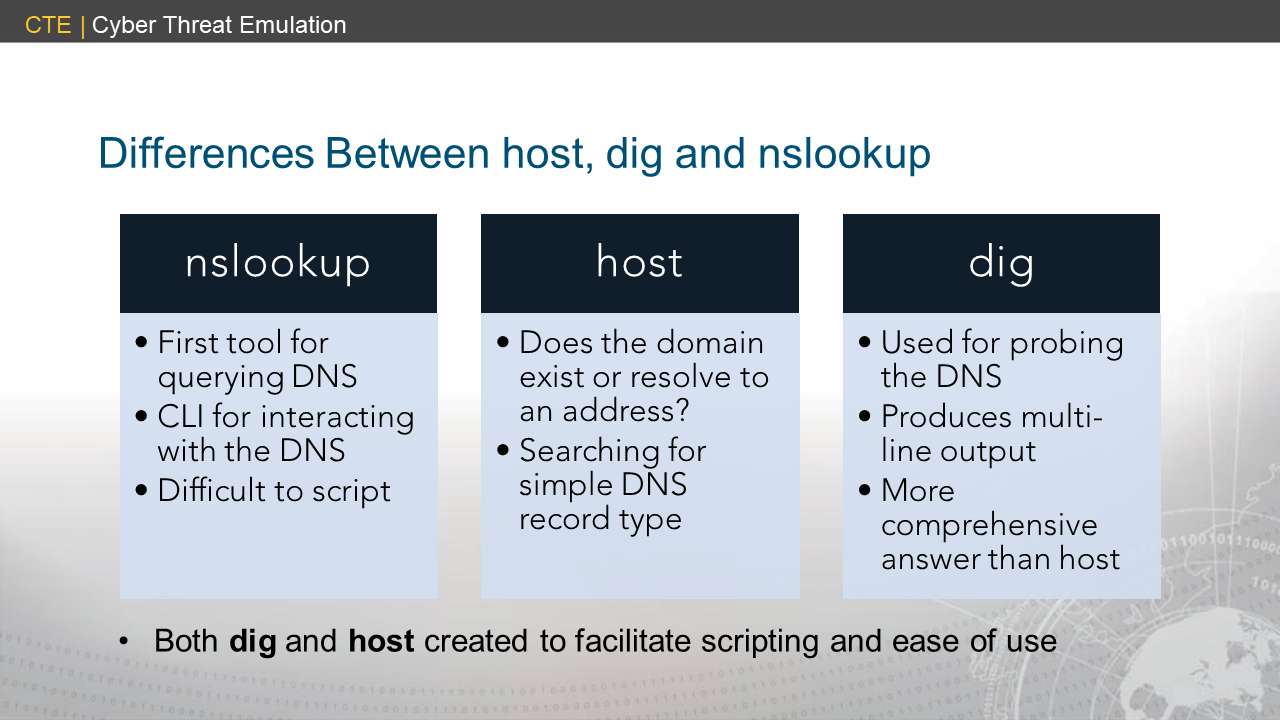 CTE | Cyber Threat Emulation
Differences Between host, dig and nslookup
nslookup
• First tool for
querying DNS
• CLI for interacting
with the DNS
• Difficult to script
host
• Does the domain
exist or resolve to
an address?
• Searching for
simple DNS
record type
dig
• Used for probing
the DNS
• Produces multi-
line output
• More
comprehensive
answer than host
• Both dig and host created to facilitate scripting and ease of use